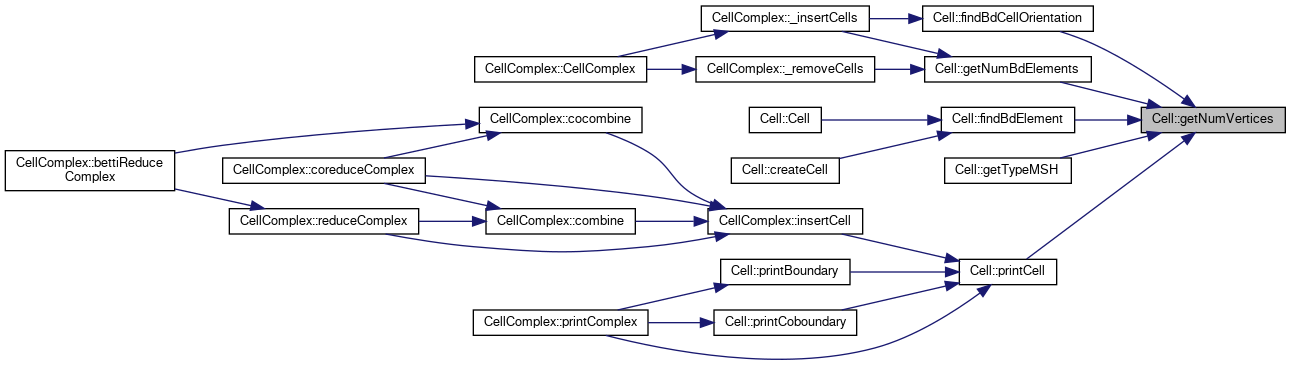 CellComplex::_insertCells
Cell::findBdCellOrientation
CellComplex::CellComplex
CellComplex::_removeCells
Cell::getNumBdElements
CellComplex::cocombine
Cell::Cell
Cell::findBdElement
Cell::getNumVertices
CellComplex::bettiReduce
Complex
CellComplex::coreduceComplex
Cell::createCell
Cell::getTypeMSH
CellComplex::reduceComplex
CellComplex::combine
CellComplex::insertCell
Cell::printBoundary
Cell::printCell
CellComplex::printComplex
Cell::printCoboundary